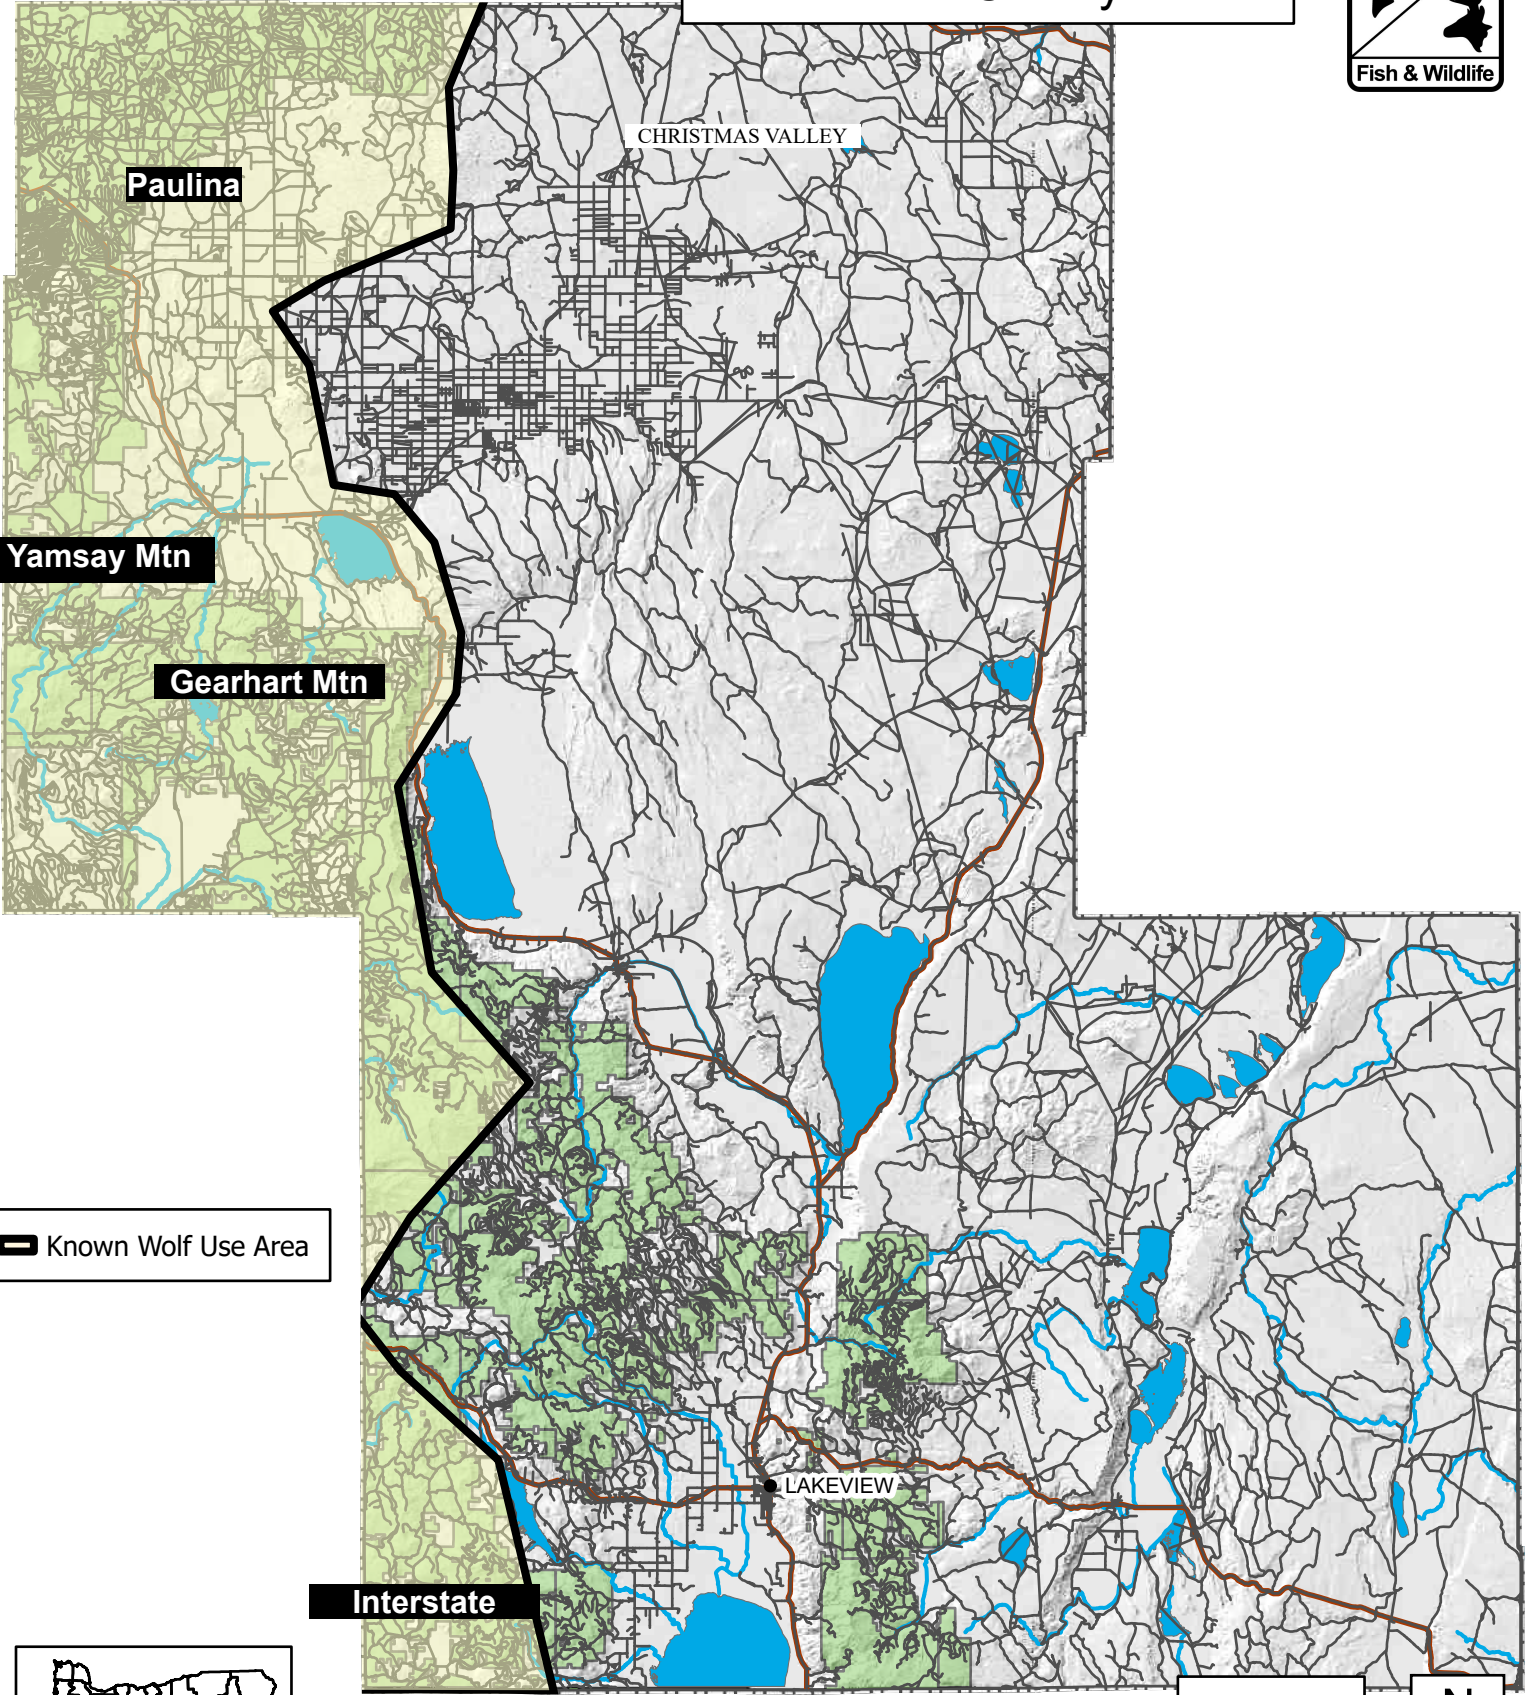 Fish & Wildlife
CHRISTMAS VALLEY
Paulina
Yamsay Mtn
Gearhart Mtn
Known Wolf Use Area
LAKEVIEW
Interstate
N